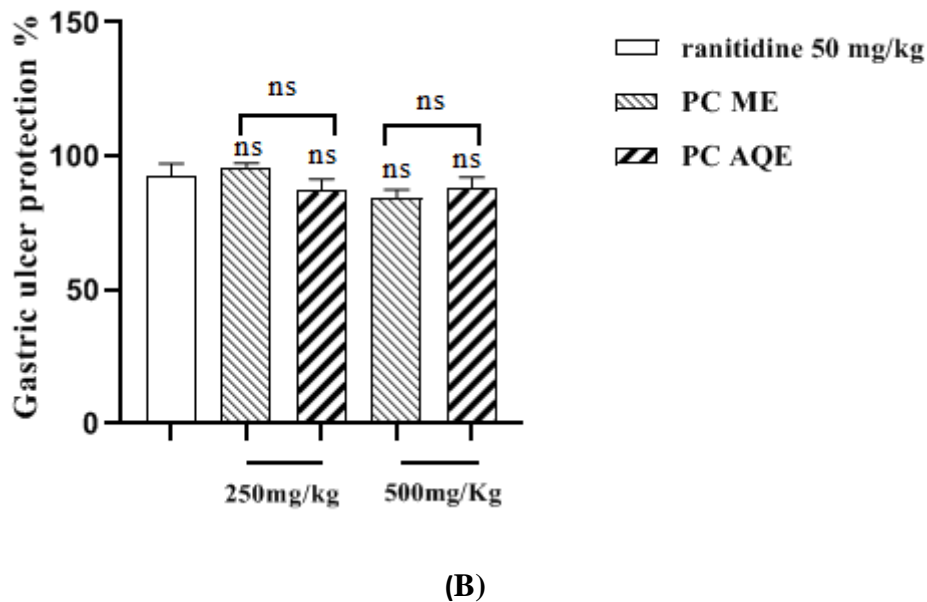 Gastric ulcer protection %
150
100
50
0
ns
ns
ns
ns
ns
ns
250mg/kg
500mg/Kg
ranitidine 50 mg/kg
PC ME
PC AQE
(B)